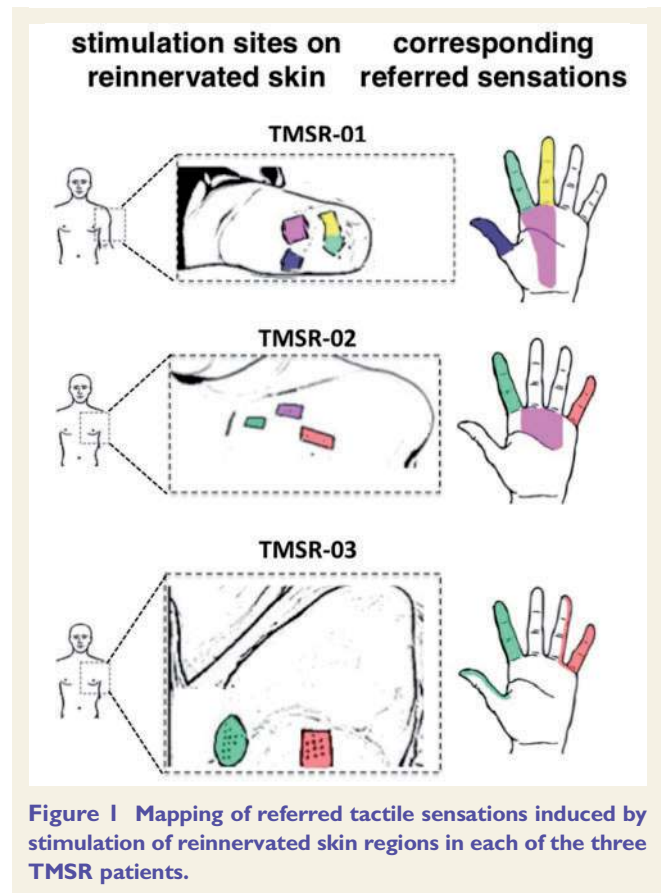 stimulation sites on corresponding
reinnervated skin referred sensations
TMSR-01
TMSR-02
TMSR-03
Figure 1 Mapping of referred tactile sensations induced by
stimulation of reinnervated skin regions in each of the three
TMSR patients.